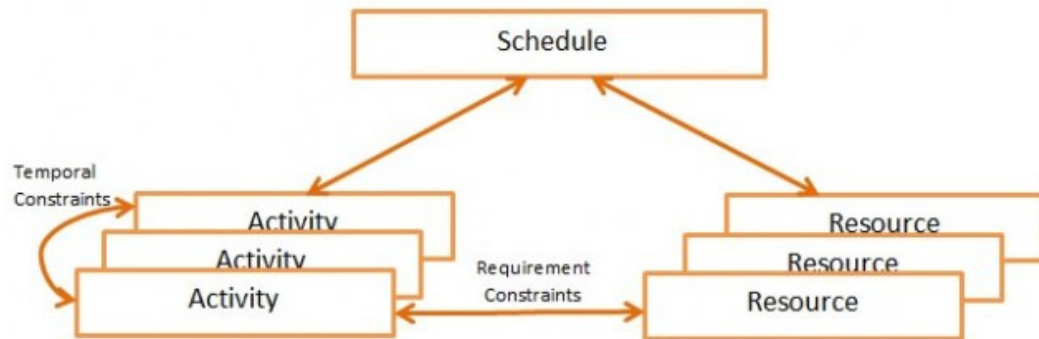 Schedule
Temporal
Constraints
Activity
Activity
Activity
Requirement
Constraints
Resource
Resource
Resource